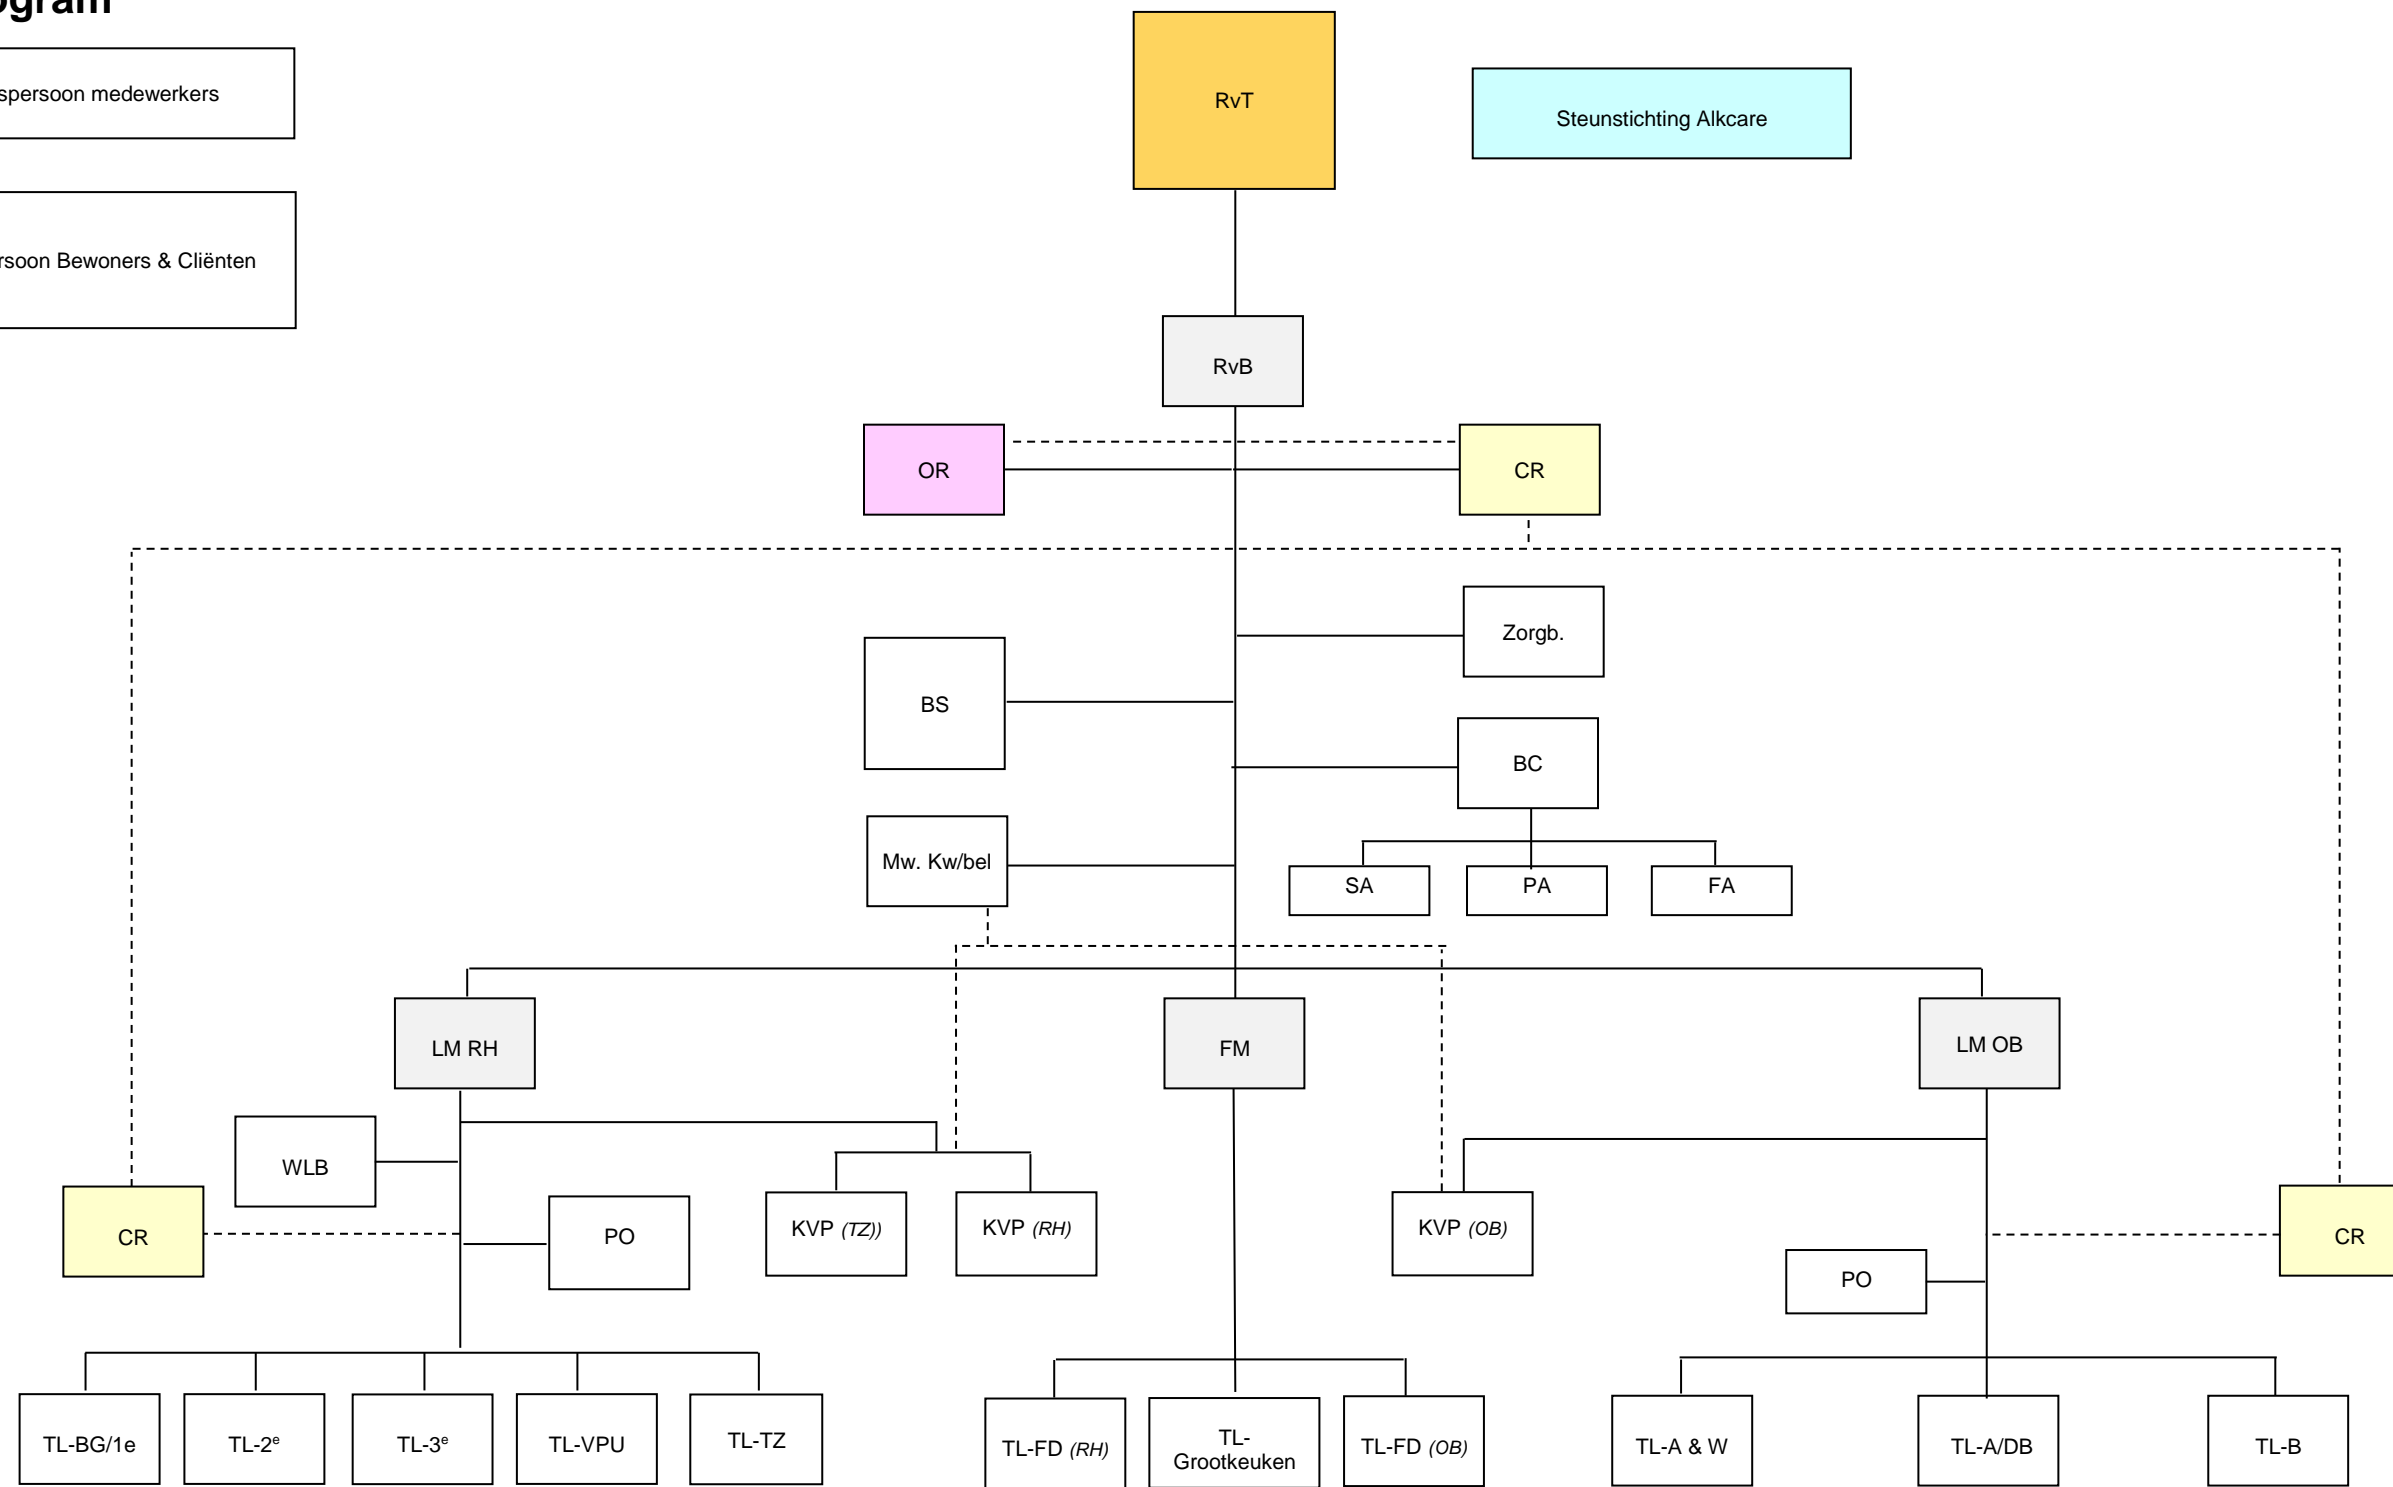 ogram
spersoon medewerkers
RvT
Steunstichting Alkcare
rsoon Bewoners & Cliënten
RvB
OR
CR
Zorgb.
BS
BC
Mw. Kw/bel
SA
PA
FA
LM RH
FM
LM OB
WLB
CR
PO
KVP (TZ))
KVP (RH)
KVP (OB)
CR
PO
TL-BG/1e
TL-2ᵉ
TL-3ᵉ
TL-VPU
TL-TZ
TL-FD (RH)
TL-
Grootkeuken
TL-FD (OB)
TL-A & W
TL-A/DB
TL-B